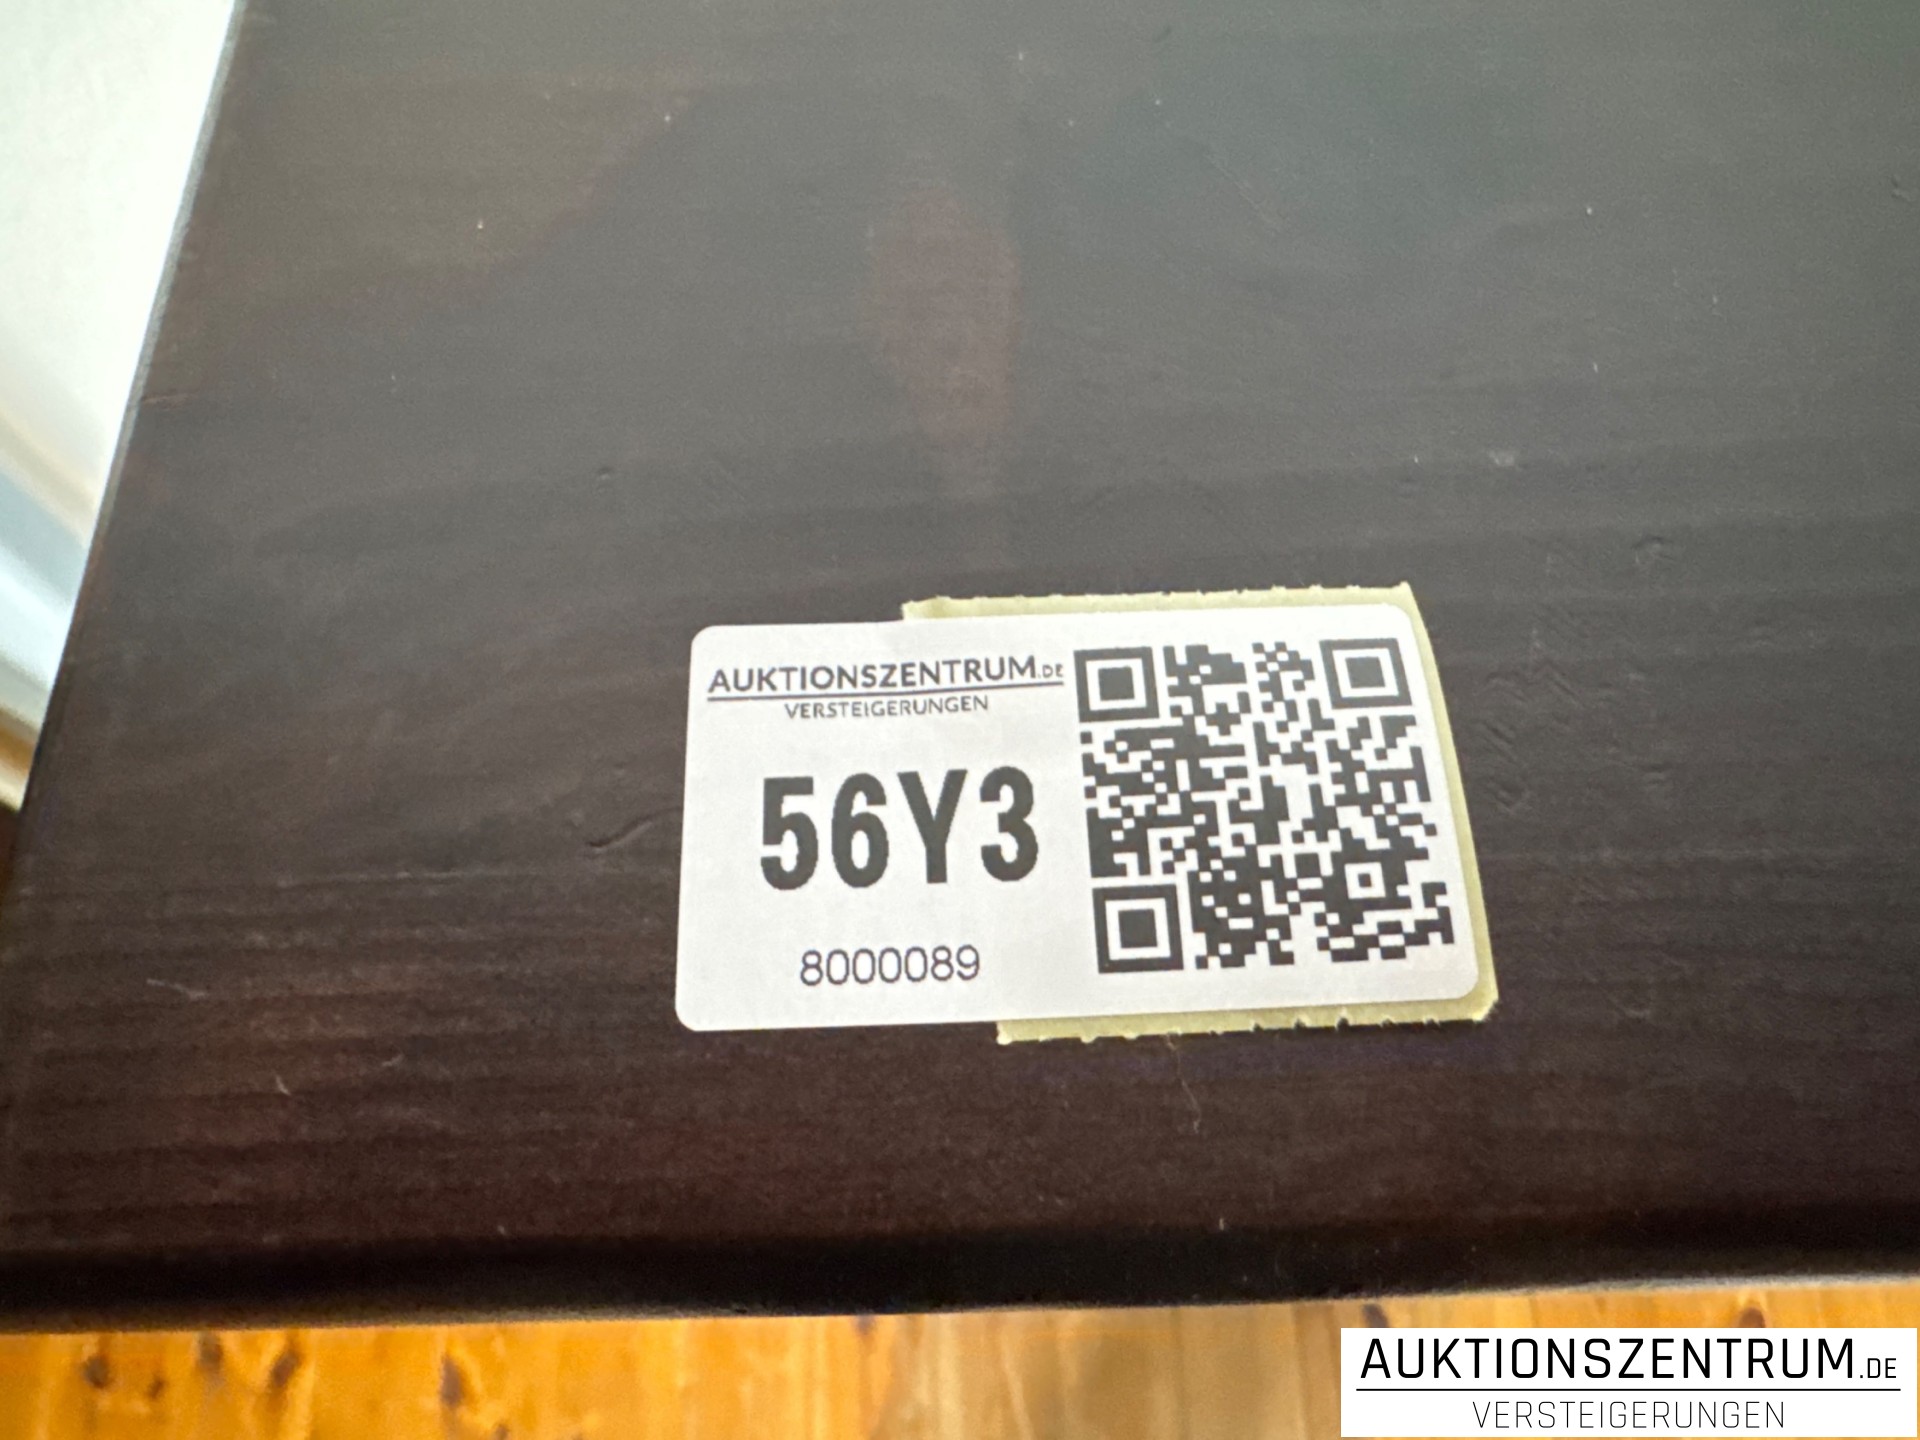 AUKTIONSZENTRUM.DE
VERSTEIGERUNGEN
56Y3
8000089
AUKTIONSZENTRUM.DE
VERSTEIGERUNGEN